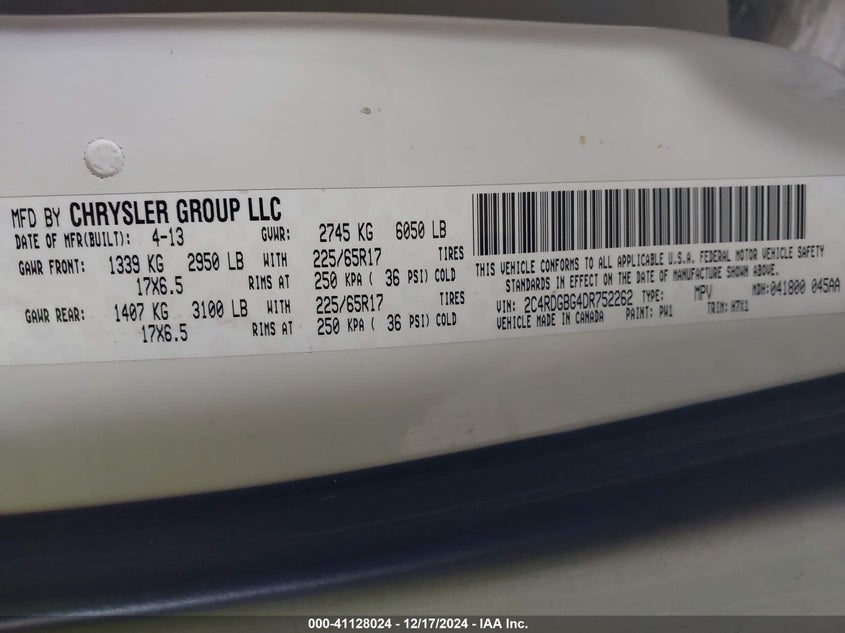 MFD BY CHRYSLER GROUP LLC
DATE OF MFR(BUILT): 4-13 GVWR: 2745 KG 6050 LB
GAWR FRONT: 1339 KG 2950 LB WITH 225/65R17 TIRES
17X6.5 RIMS AT 250 KPA ( 36 PSI) COLD
GAWR REAR: 1407 KG 3100 LB WITH 225/65R17 TIRES
17X6.5 RIMS AT 250 KPA ( 36 PSI) COLD
THIS VEHICLE CONFORMS TO ALL APPLICABLE U.S.A. FEDERAL MOTOR VEHICLE SAFETY
STANDARDS IN EFFECT ON THE DATE OF MANUFACTURE SHOWN ABOVE.
VIN: 2C4RDGBG4DR752262 TYPE: MPV MDH: 041800 045AA
VEHICLE MADE IN CANADA PAINT: PW1 TRIM: H7X1
000-41128024 - 12/17/2024 - IAA Inc.